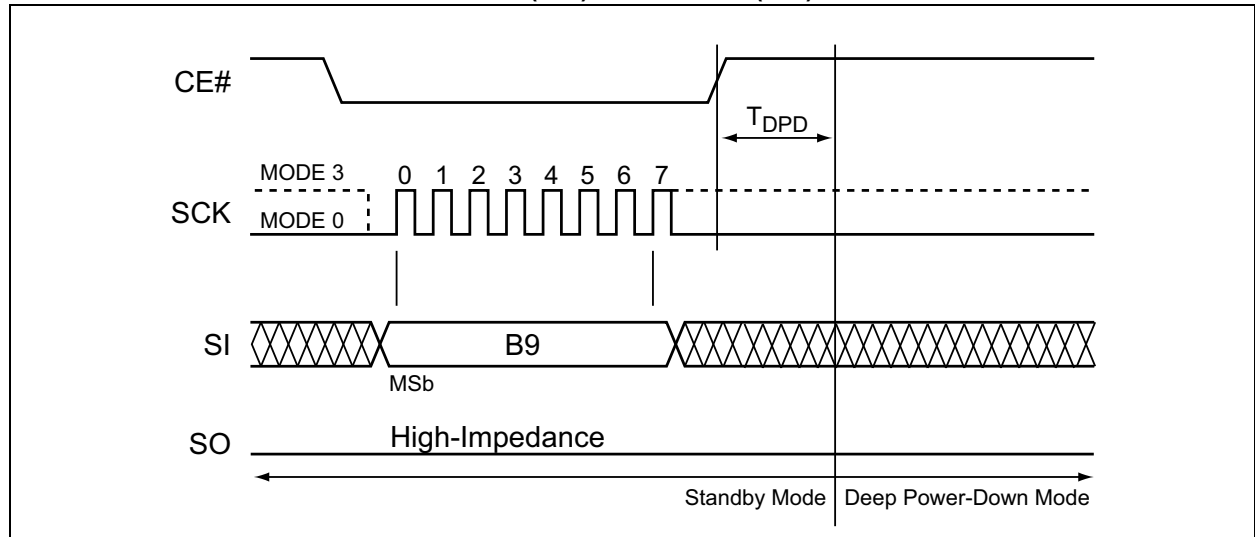 CE#
T_DPD
MODE 3
0 1 2 3 4 5 6 7
SCK
MODE 0
SI
B9
MSb
SO
High-Impedance
Standby Mode
Deep Power-Down Mode